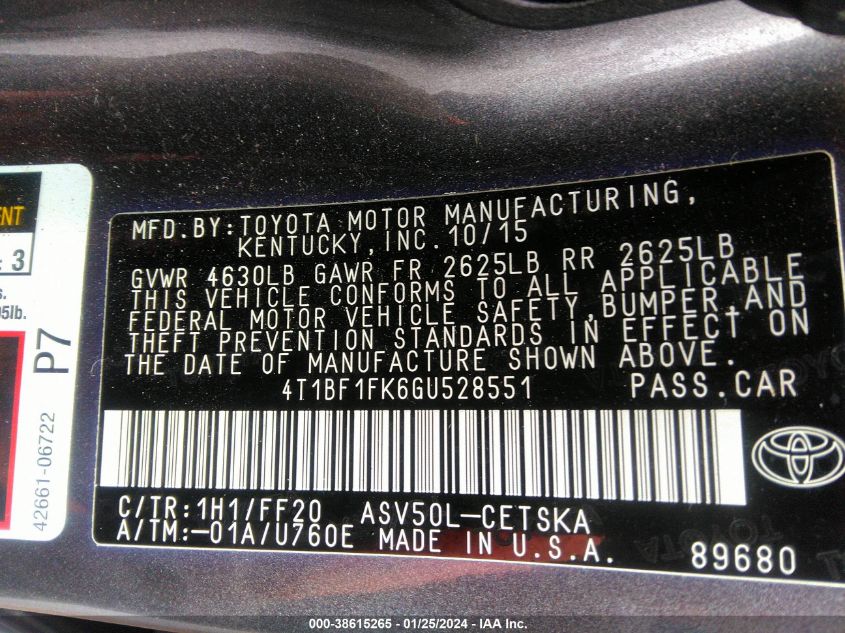 MFD.BY:TOYOTA MOTOR MANUFACTURING,
KENTUCKY,INC.10/15
GVWR 4630LB GAWR FR 2625LB RR 2625LB
THIS VEHICLE CONFORMS TO ALL APPLICABLE
FEDERAL MOTOR VEHICLE SAFETY,BUMPER,AND
THEFT PREVENTION STANDARDS IN EFFECT ON
THE DATE OF MANUFACTURE SHOWN ABOVE.
4T1BF1FK6GU528551 PASS.CAR
C/TR:1H1/FF20 ASV50L-CETSKA
A/TM:-01A/U760E MADE IN U.S.A.
89680
: 3
5lb.
P7
42661-06722
000-38615265 - 01/25/2024 - IAA Inc.